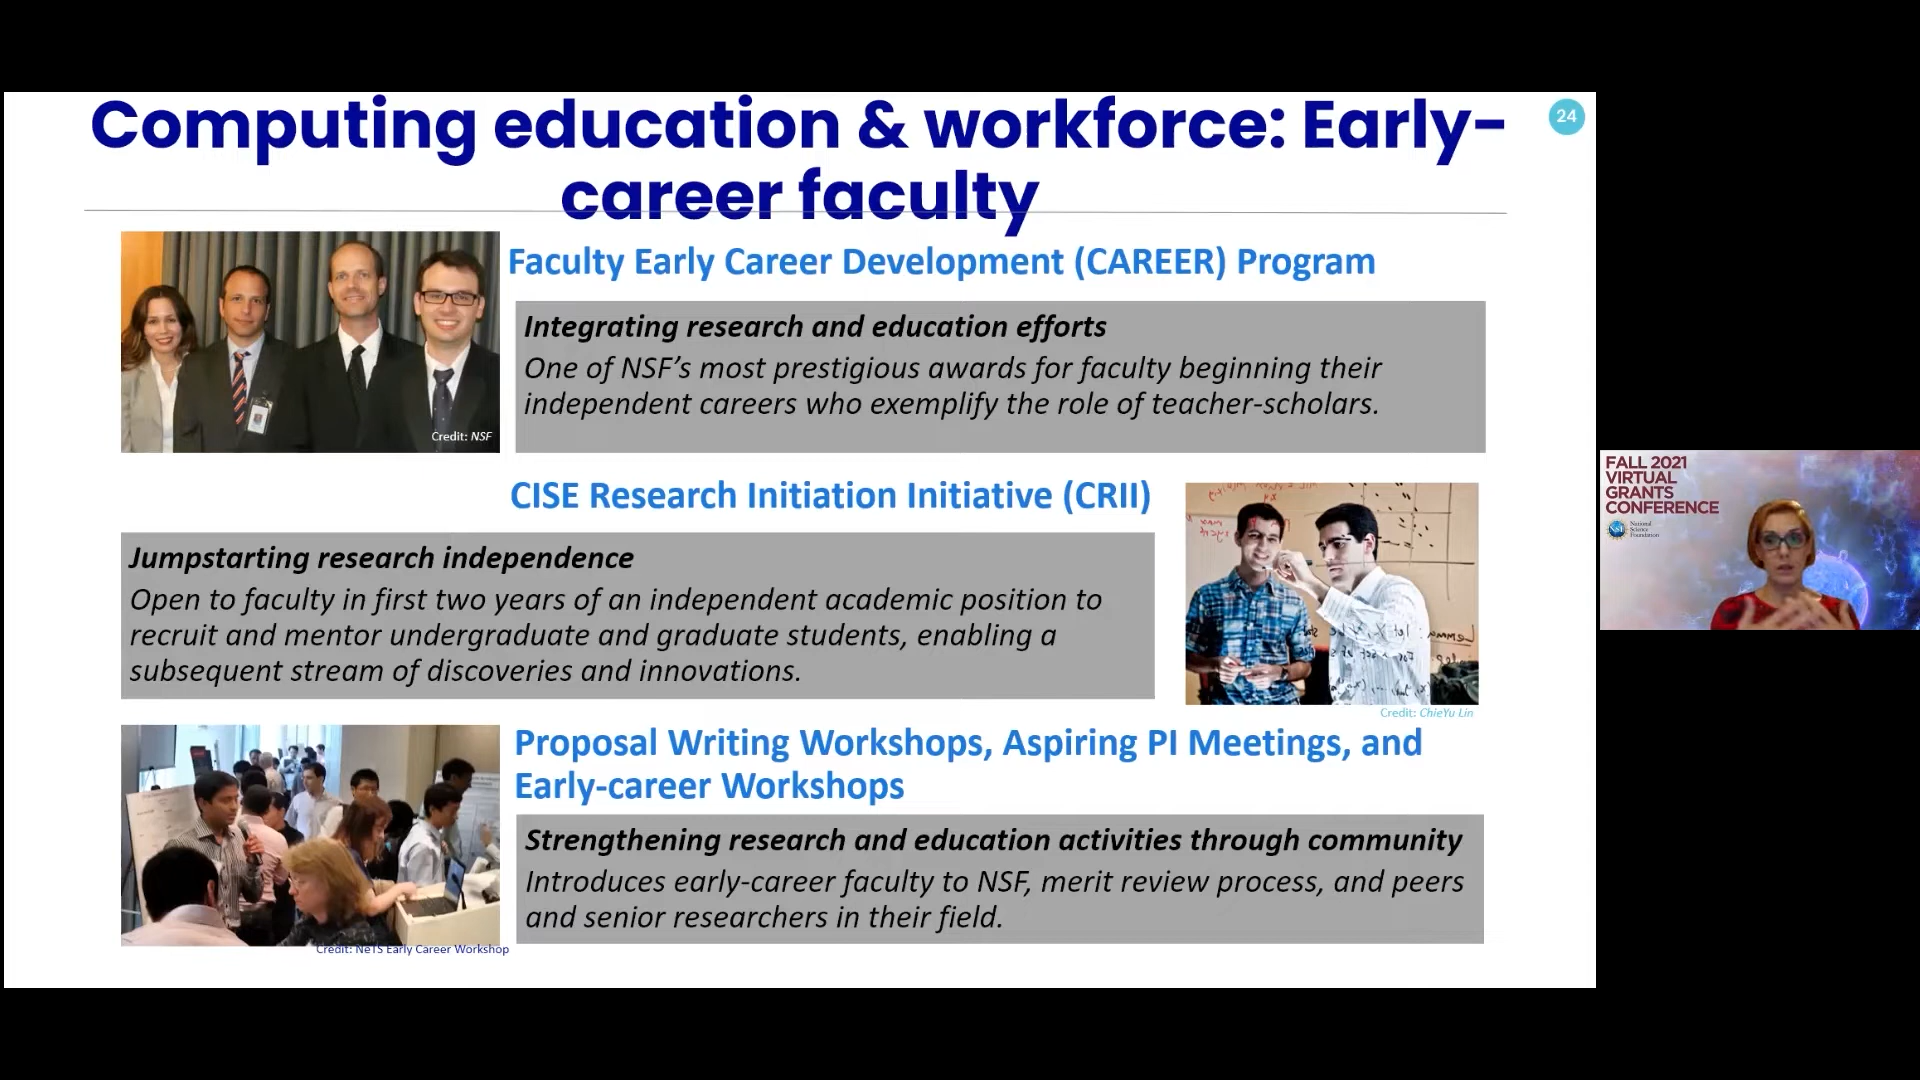 Computing education & workforce: Early-
career faculty
24
Faculty Early Career Development (CAREER) Program
Integrating research and education efforts
One of NSF’s most prestigious awards for faculty beginning their
independent careers who exemplify the role of teacher-scholars.
Credit: NSF
CISE Research Initiation Initiative (CRII)
Jumpstarting research independence
Open to faculty in first two years of an independent academic position to
recruit and mentor undergraduate and graduate students, enabling a
subsequent stream of discoveries and innovations.
Credit: ChieYu Lin
Proposal Writing Workshops, Aspiring PI Meetings, and
Early-career Workshops
Strengthening research and education activities through community
Introduces early-career faculty to NSF, merit review process, and peers
and senior researchers in their field.
Credit: NeTS Early Career Workshop
FALL 2021
VIRTUAL
GRANTS
CONFERENCE
NSF
National
Science
Foundation